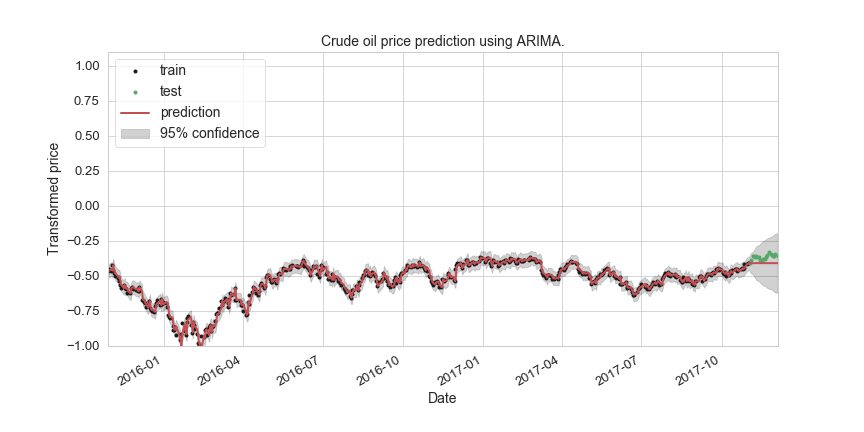 Crude oil price prediction using ARIMA.
train
test
prediction
95% confidence
1.00
0.75
0.50
0.25
0.00
−0.25
−0.50
−0.75
−1.00
Transformed price
2016-01
2016-04
2016-07
2016-10
2017-01
2017-04
2017-07
2017-10
Date